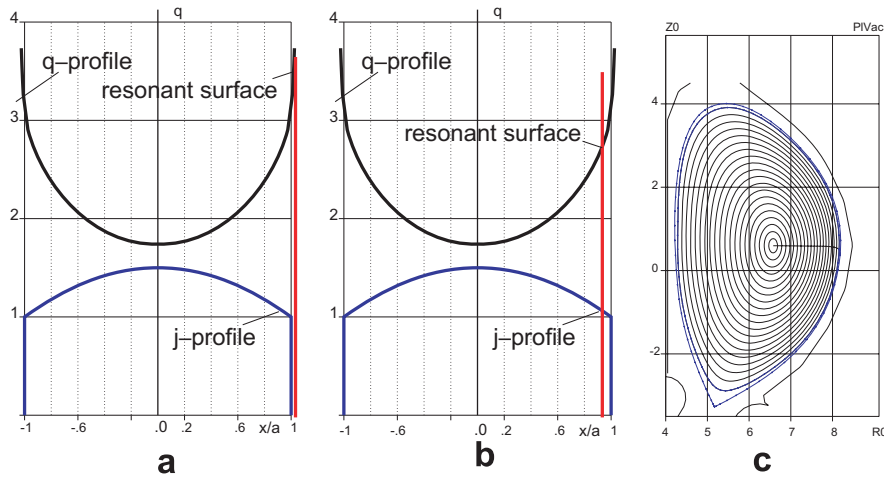 4 q
q–profile
resonant surface
3
2
1
j–profile
-1 -.6 .0 .2 .6 x/a 1
a
4 q
q–profile
resonant surface
3
2
1
j–profile
-1 -.6 .0 .2 .6 x/a 1
b
Z0 PlVac
4
2
0
-2
4 5 6 7 8 R0
c